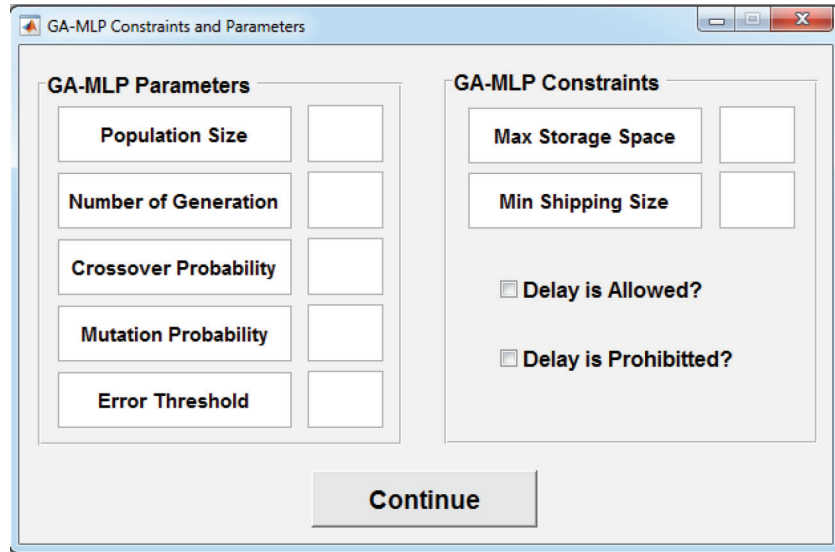 GA-MLP Constraints and Parameters
GA-MLP Parameters
Population Size
Number of Generation
Crossover Probability
Mutation Probability
Error Threshold
GA-MLP Constraints
Max Storage Space
Min Shipping Size
Delay is Allowed?
Delay is Prohibitted?
Continue